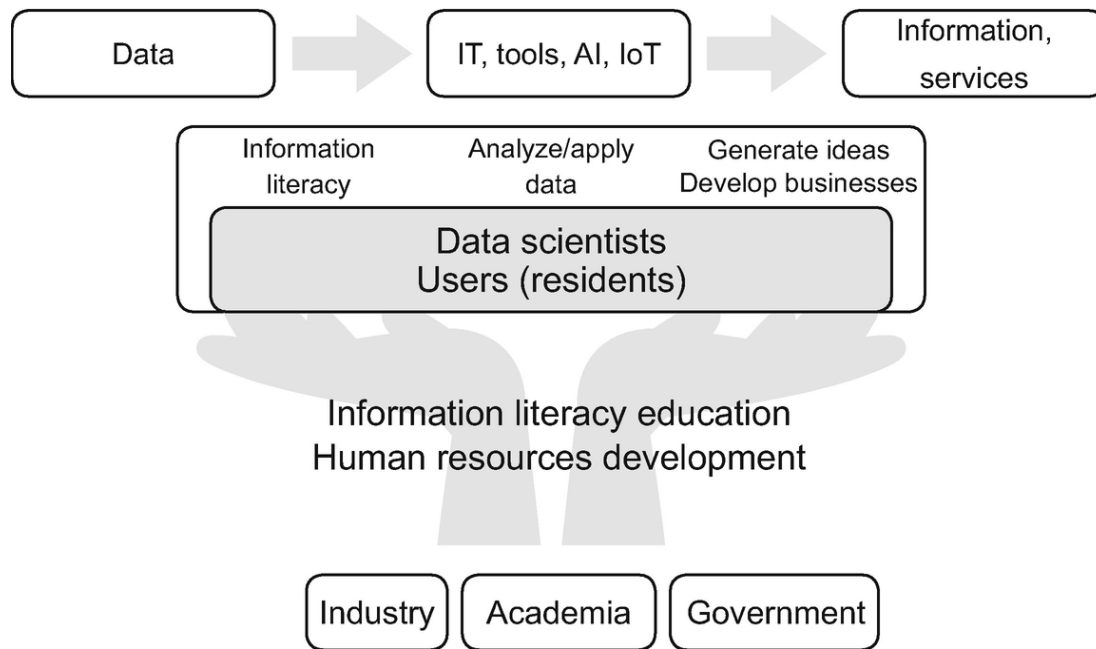 Data
IT, tools, AI, IoT
Information,
services
Information
literacy
Analyze/apply
data
Generate ideas
Develop businesses
Data scientists
Users (residents)
Information literacy education
Human resources development
Industry
Academia
Government